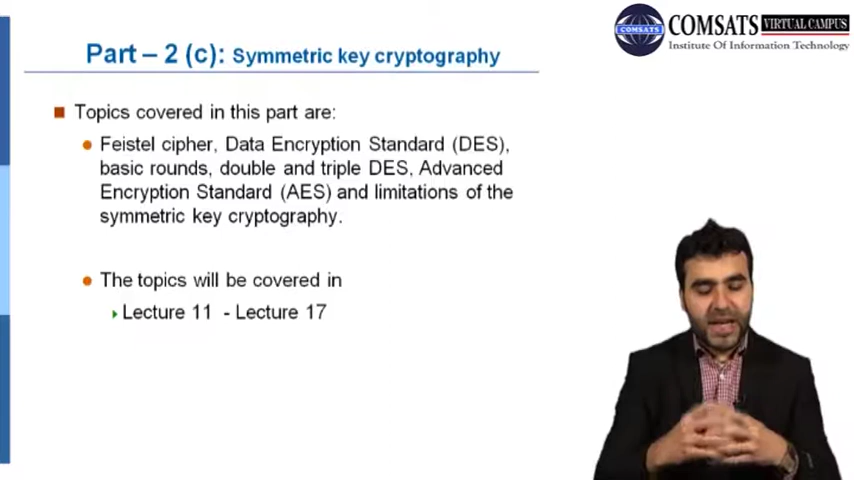 Part – 2 (c): Symmetric key cryptography
COMSATS
COMSATS
VIRTUAL CAMPUS
Institute Of Information Technology
Topics covered in this part are:
Feistel cipher, Data Encryption Standard (DES),
basic rounds, double and triple DES, Advanced
Encryption Standard (AES) and limitations of the
symmetric key cryptography.
The topics will be covered in
Lecture 11 - Lecture 17